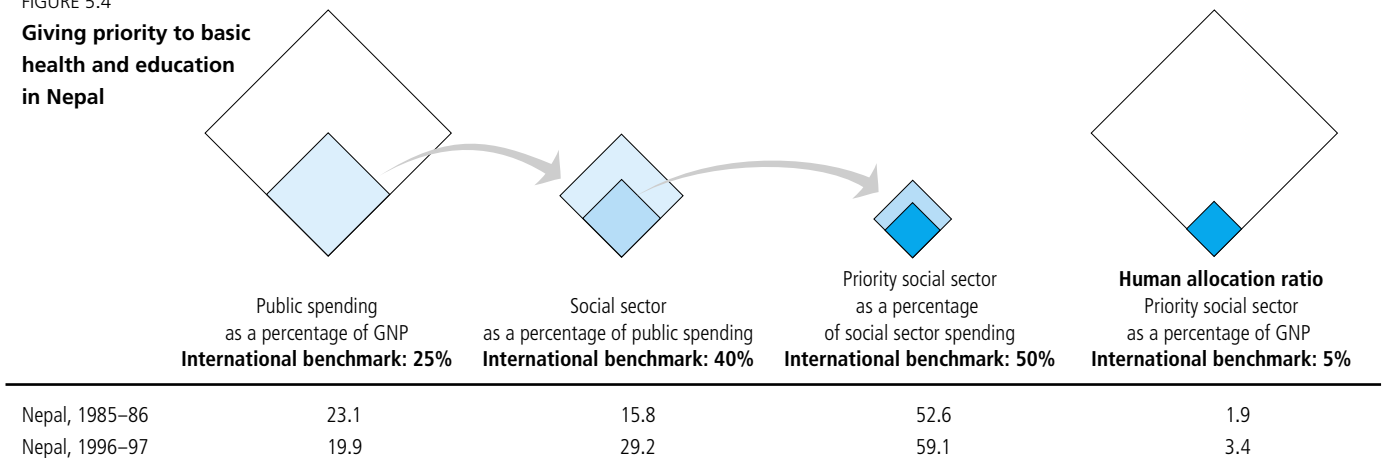 FIGURE 5.4
Giving priority to basic
health and education
in Nepal
Public spending
as a percentage of GNP
International benchmark: 25%
Social sector
as a percentage of public spending
International benchmark: 40%
Priority social sector
as a percentage
of social sector spending
International benchmark: 50%
Human allocation ratio
Priority social sector
as a percentage of GNP
International benchmark: 5%
Nepal, 1985–86 23.1 15.8 52.6 1.9
Nepal, 1996–97 19.9 29.2 59.1 3.4